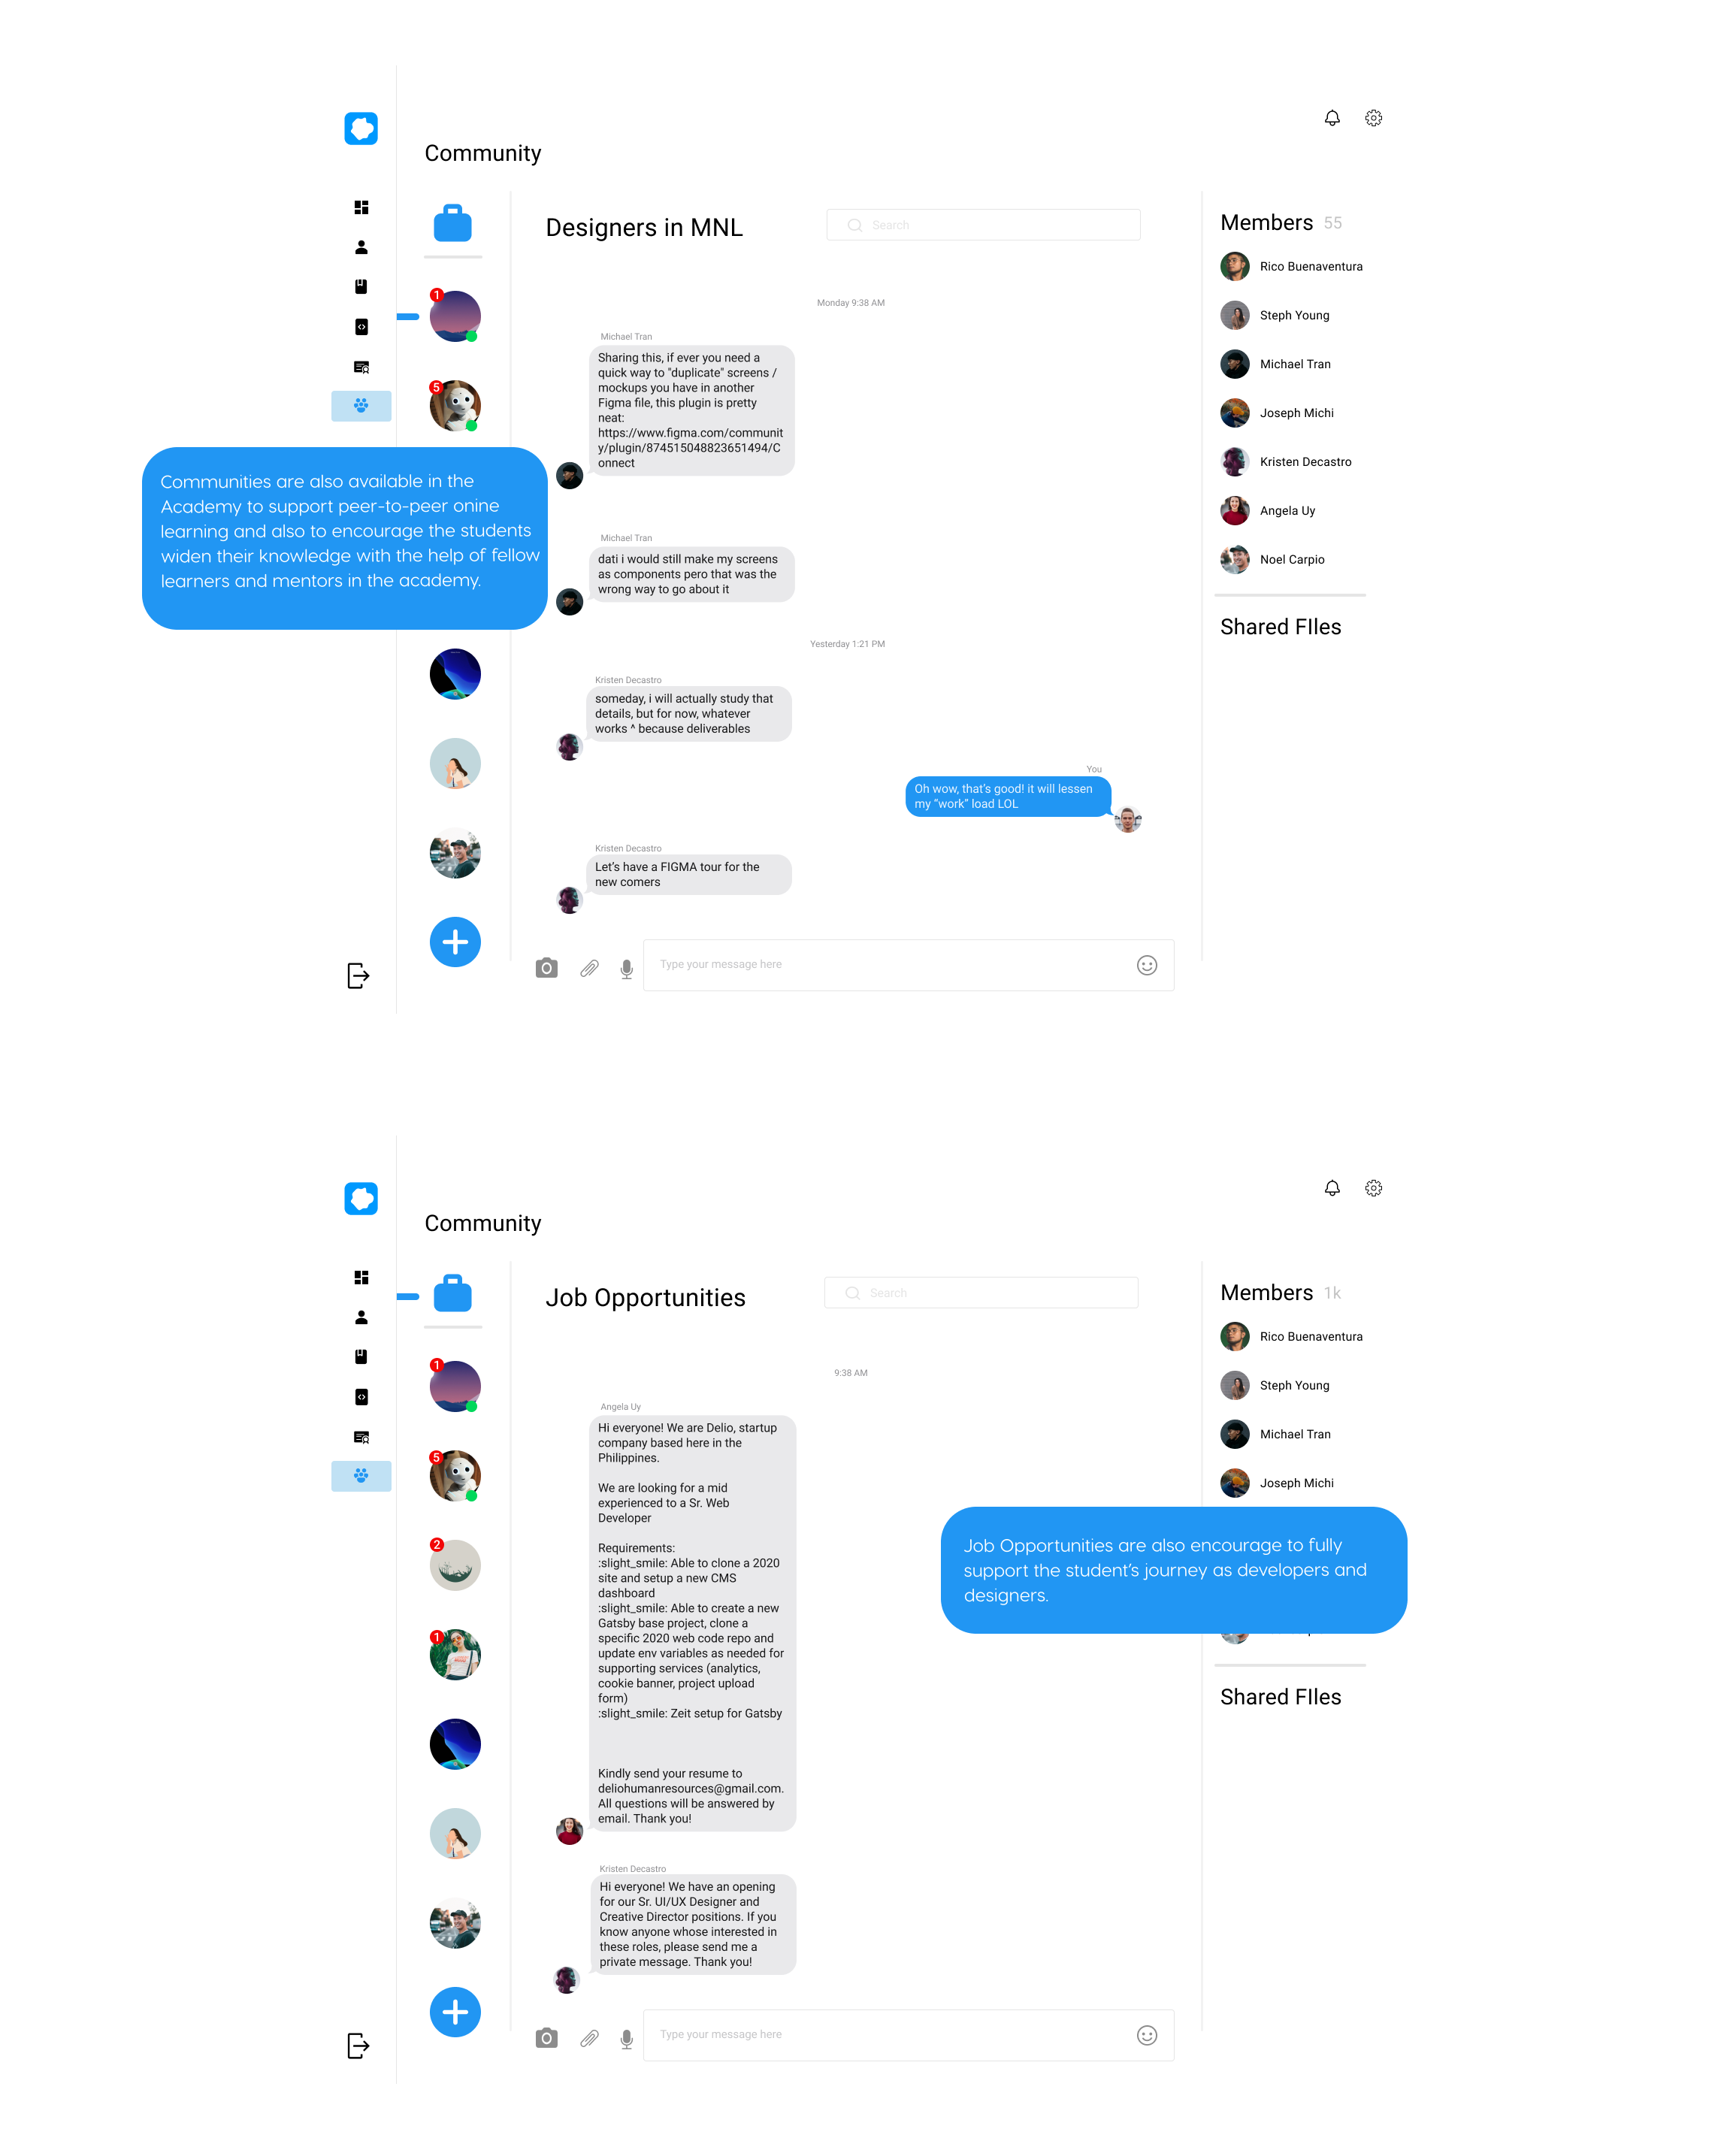 Community
Designers in MNL
Search
Members 55
Rico Buenaventura
Steph Young
Michael Tran
Joseph Michi
Kristen Decastro
Angela Uy
Noel Carpio
Shared FIles
1
5
Monday 9:38 AM
Michael Tran
Sharing this, if ever you need a
quick way to "duplicate" screens /
mockups you have in another
Figma file, this plugin is pretty
neat:
https://www.figma.com/communit
y/plugin/874515048823651494/C
onnect
Communities are also available in the
Academy to support peer-to-peer onine
learning and also to encourage the students
widen their knowledge with the help of fellow
learners and mentors in the academy.
Michael Tran
dati i would still make my screens
as components pero that was the
wrong way to go about it
Yesterday 1:21 PM
Kristen Decastro
someday, i will actually study that
details, but for now, whatever
works ^ because deliverables
You
Oh wow, that's good! it will lessen
my “work” load LOL
Kristen Decastro
Let's have a FIGMA tour for the
new comers
Type your message here
Community
Job Opportunities
Search
Members 1k
Rico Buenaventura
Steph Young
Michael Tran
Joseph Michi
Shared FIles
1
5
2
1
9:38 AM
Angela Uy
Hi everyone! We are Delio, startup
company based here in the
Philippines.
We are looking for a mid
experienced to a Sr. Web
Developer
Requirements:
:slight_smile: Able to clone a 2020
site and setup a new CMS
dashboard
:slight_smile: Able to create a new
Gatsby base project, clone a
specific 2020 web code repo and
update env variables as needed for
supporting services (analytics,
cookie banner, project upload
form)
:slight_smile: Zeit setup for Gatsby
Kindly send your resume to
deliohumanresources@gmail.com.
All questions will be answered by
email. Thank you!
Job Opportunities are also encourage to fully
support the student's journey as developers and
designers.
Kristen Decastro
Hi everyone! We have an opening
for our Sr. UI/UX Designer and
Creative Director positions. If you
know anyone whose interested in
these roles, please send me a
private message. Thank you!
Type your message here